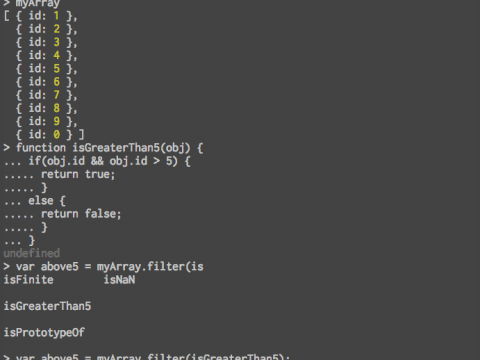 > myArray
[ { id: 1 },
{ id: 2 },
{ id: 3 },
{ id: 4 },
{ id: 5 },
{ id: 6 },
{ id: 7 },
{ id: 8 },
{ id: 9 },
{ id: 0 } ]
> function isGreaterThan5(obj) {
... if(obj.id && obj.id > 5) {
..... return true;
..... }
... else {
..... return false;
..... }
... }
undefined
> var above5 = myArray.filter(is
isFinite isNaN
isGreaterThan5
isPrototypeOf
> var above5 = myArray.filter(isGreaterThan5);